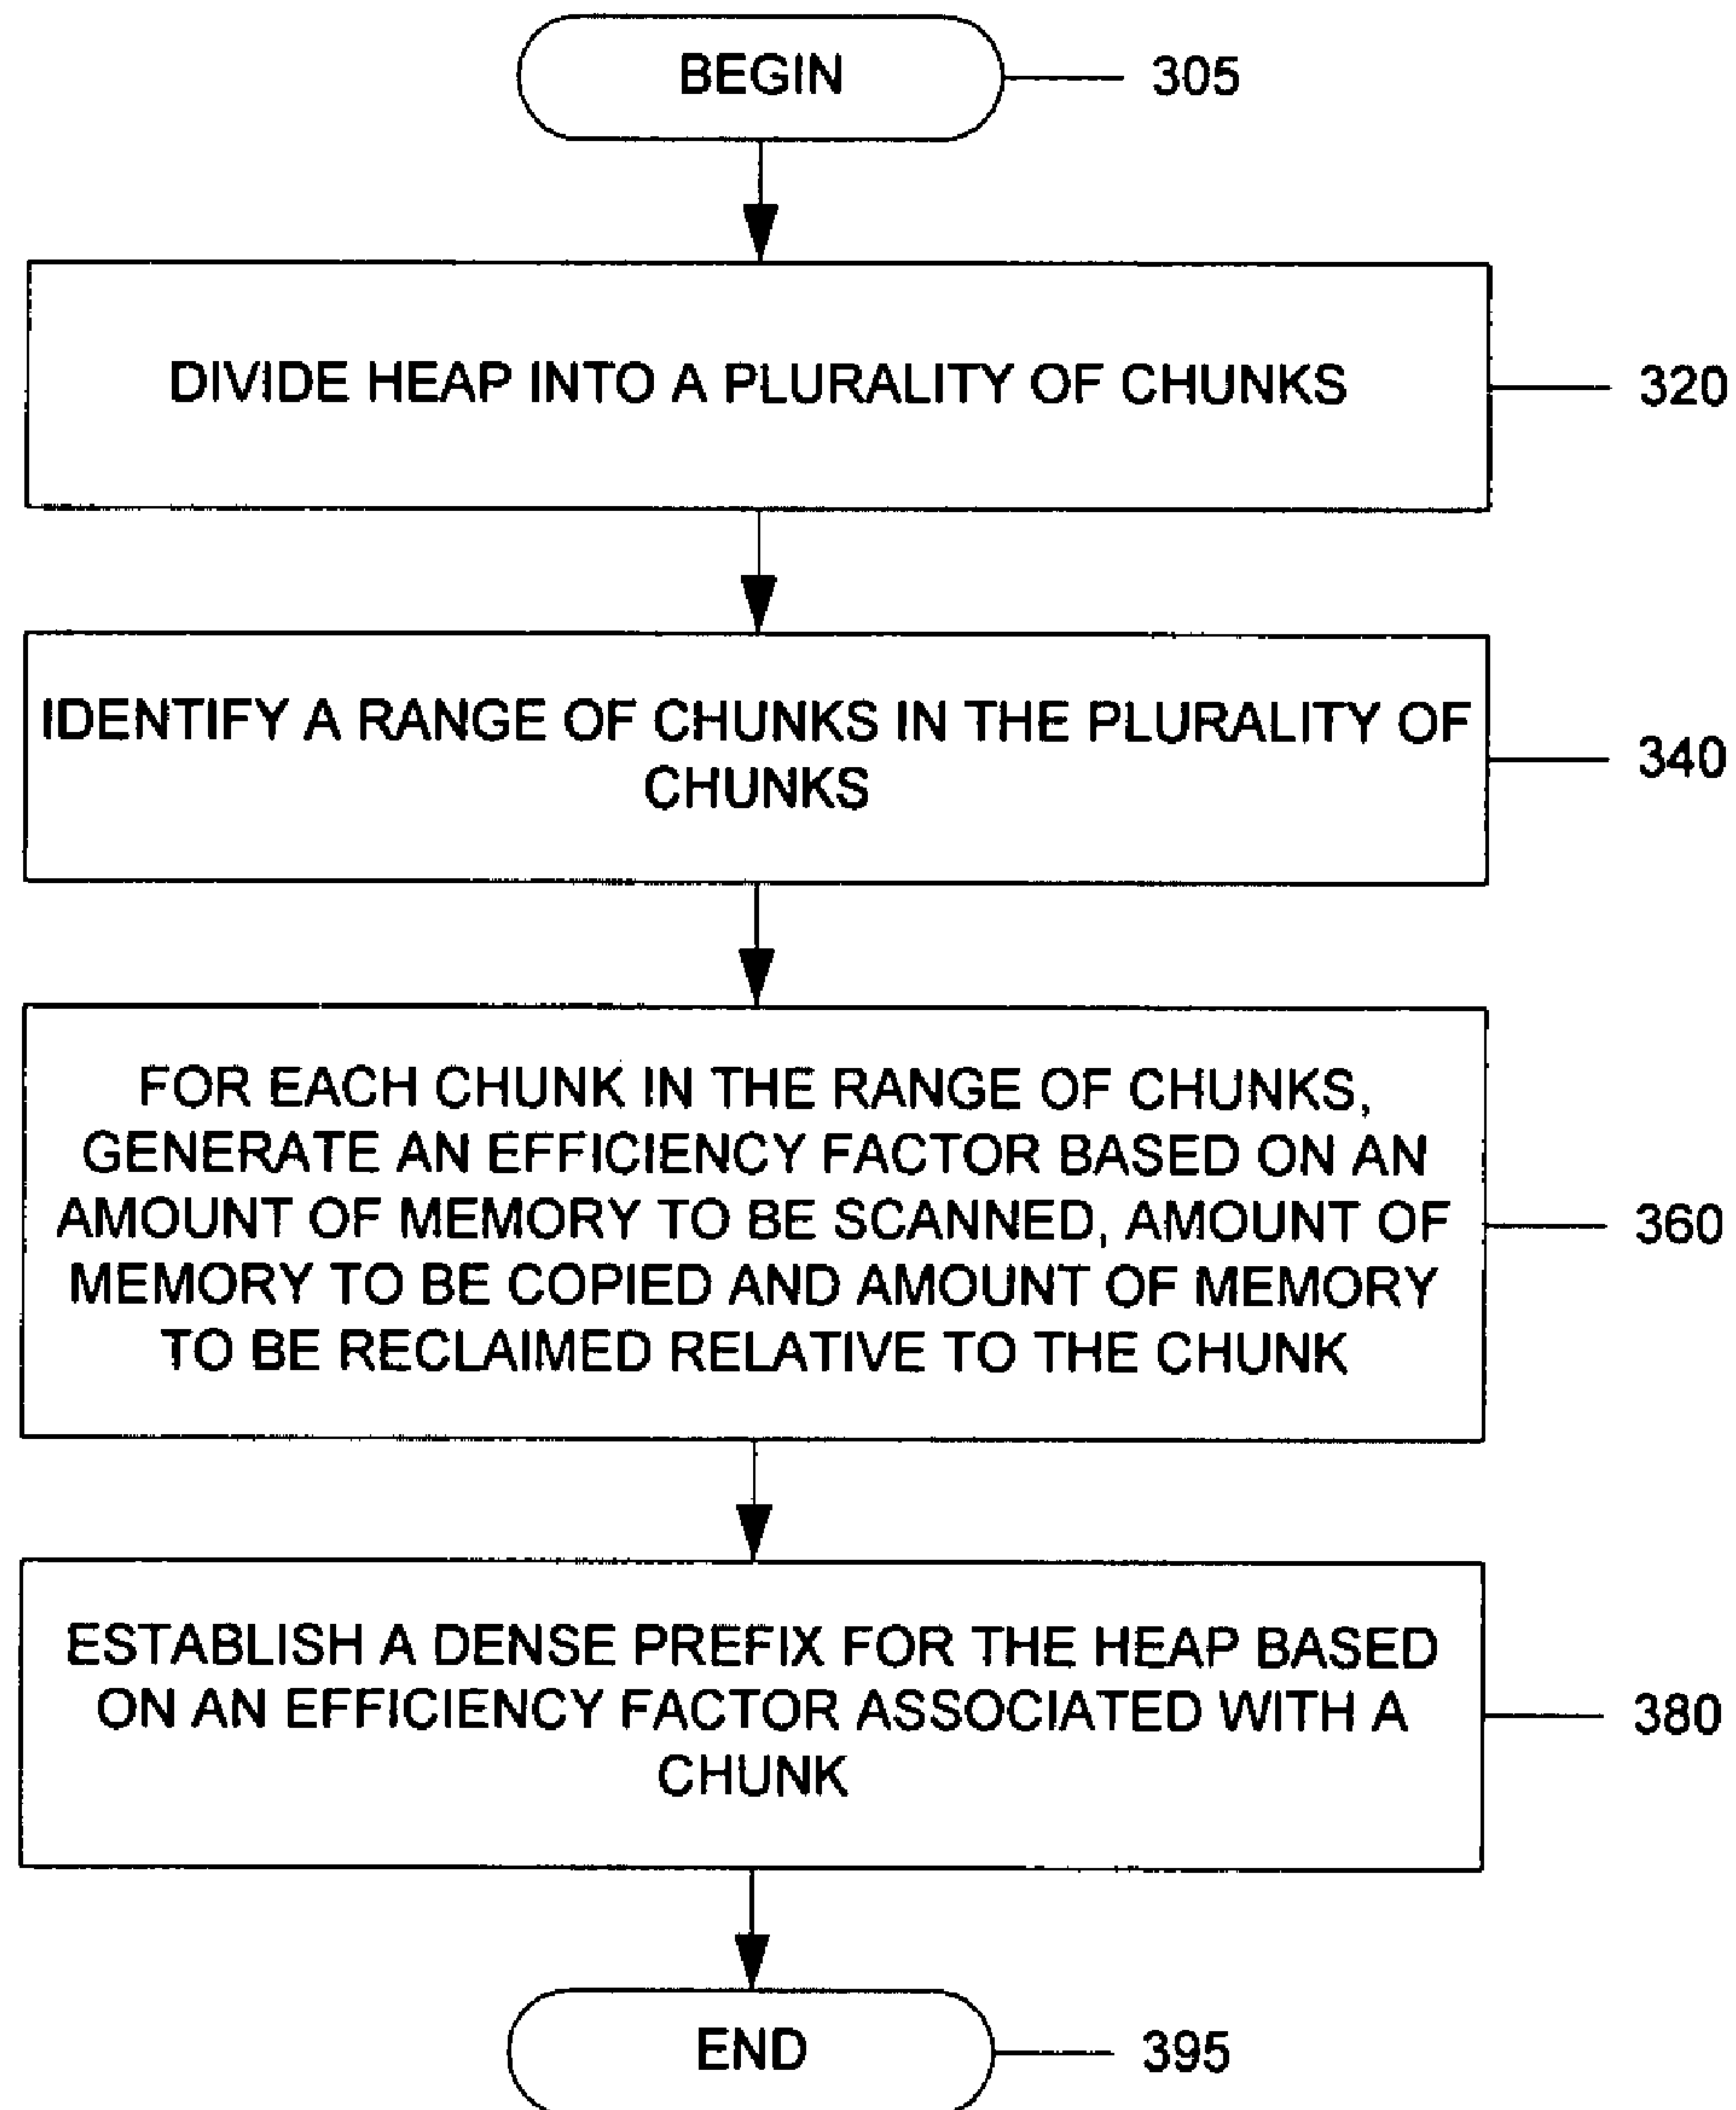 BEGIN
305
DIVIDE HEAP INTO A PLURALITY OF CHUNKS
320
IDENTIFY A RANGE OF CHUNKS IN THE PLURALITY OF
CHUNKS
340
FOR EACH CHUNK IN THE RANGE OF CHUNKS,
GENERATE AN EFFICIENCY FACTOR BASED ON AN
AMOUNT OF MEMORY TO BE SCANNED, AMOUNT OF
MEMORY TO BE COPIED AND AMOUNT OF MEMORY
TO BE RECLAIMED RELATIVE TO THE CHUNK
360
ESTABLISH A DENSE PREFIX FOR THE HEAP BASED
ON AN EFFICIENCY FACTOR ASSOCIATED WITH A
CHUNK
380
END
395